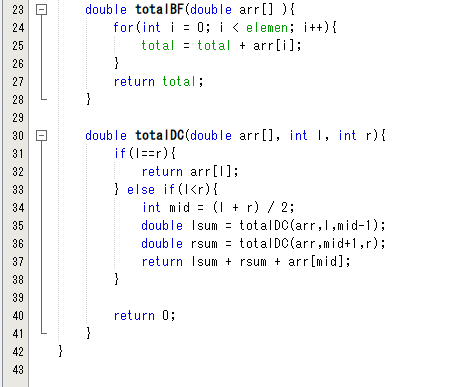 23 double totalBF(double arr[] ){
24 for(int i = 0; i < elemen; i++){
25 total = total + arr[i];
26 }
27 return total;
28 }
29
30 double totalDC(double arr[], int l, int r){
31 if(l==r){
32 return arr[l];
33 } else if(l<r){
34 int mid = (l + r) / 2;
35 double lsum = totalDC(arr,l,mid-1);
36 double rsum = totalDC(arr,mid+1,r);
37 return lsum + rsum + arr[mid];
38 }
39
40 return 0;
41 }
42 }
43